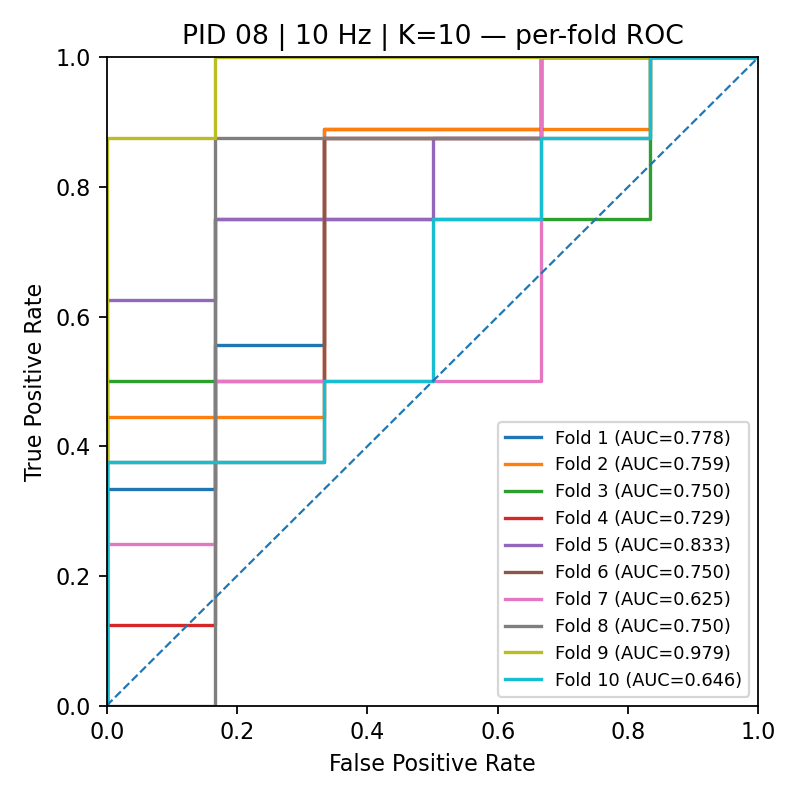 PID 08 | 10 Hz | K=10 — per-fold ROC
1.0
0.8
0.6
0.4
0.2
0.0
True Positive Rate
Fold 1 (AUC=0.778)
Fold 2 (AUC=0.759)
Fold 3 (AUC=0.750)
Fold 4 (AUC=0.729)
Fold 5 (AUC=0.833)
Fold 6 (AUC=0.750)
Fold 7 (AUC=0.625)
Fold 8 (AUC=0.750)
Fold 9 (AUC=0.979)
Fold 10 (AUC=0.646)
0.0 0.2 0.4 0.6 0.8 1.0
False Positive Rate